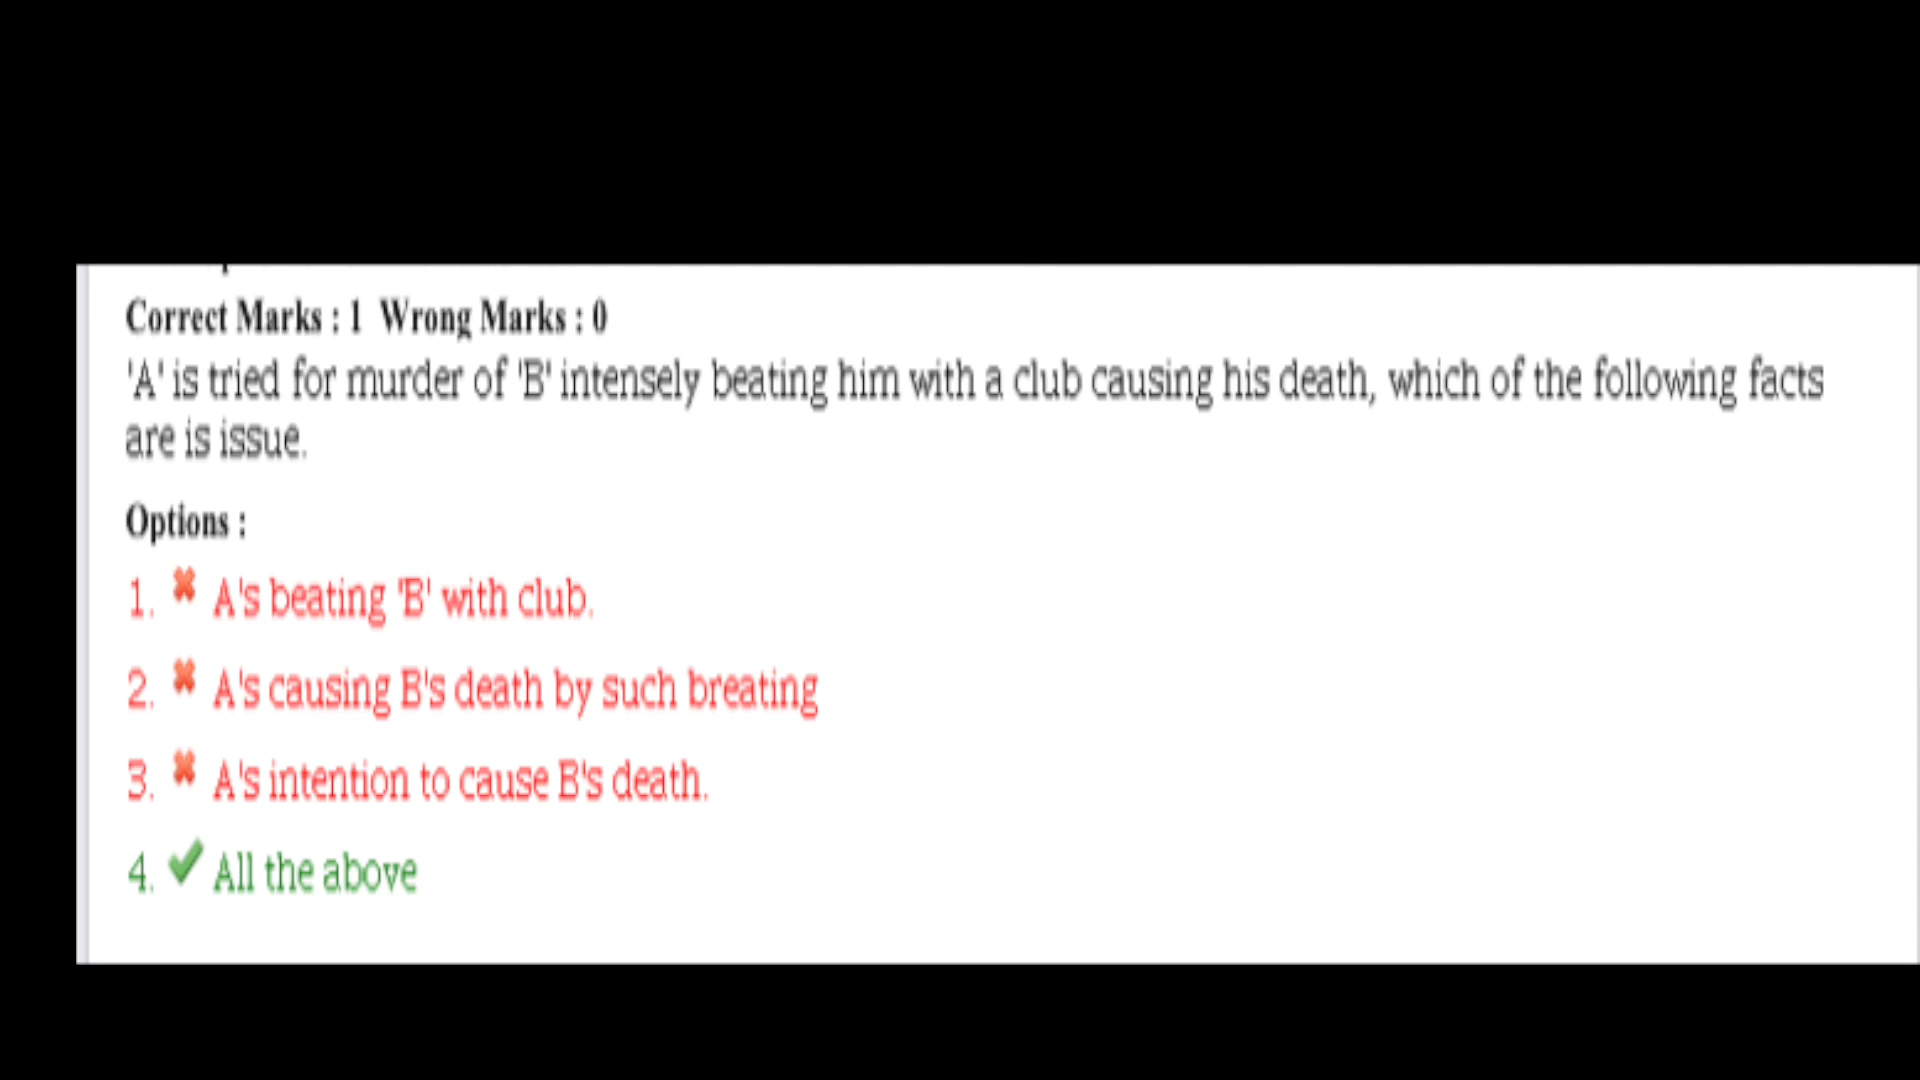 Correct Marks : 1 Wrong Marks : 0
'A' is tried for murder of 'B' intensely beating him with a club causing his death, which of the following facts
are is issue.
Options :
1. ✖ A's beating 'B' with club.
2. ✖ A's causing B's death by such breating
3. ✖ A's intention to cause B's death.
4. ✔ All the above